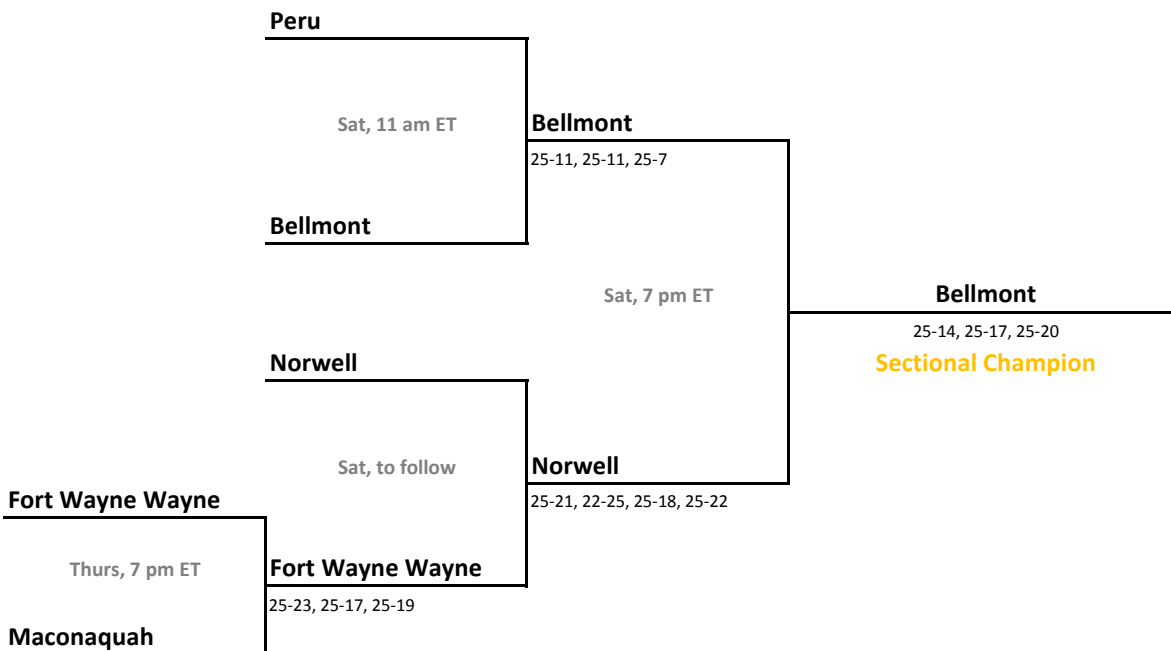 Peru
Sat, 11 am ET
Bellmont
25-11, 25-11, 25-7
Bellmont
Sat, 7 pm ET
Bellmont
25-14, 25-17, 25-20
Sectional Champion
Norwell
Sat, to follow
Norwell
25-21, 22-25, 25-18, 25-22
Fort Wayne Wayne
Thurs, 7 pm ET
Fort Wayne Wayne
25-23, 25-17, 25-19
Maconaquah